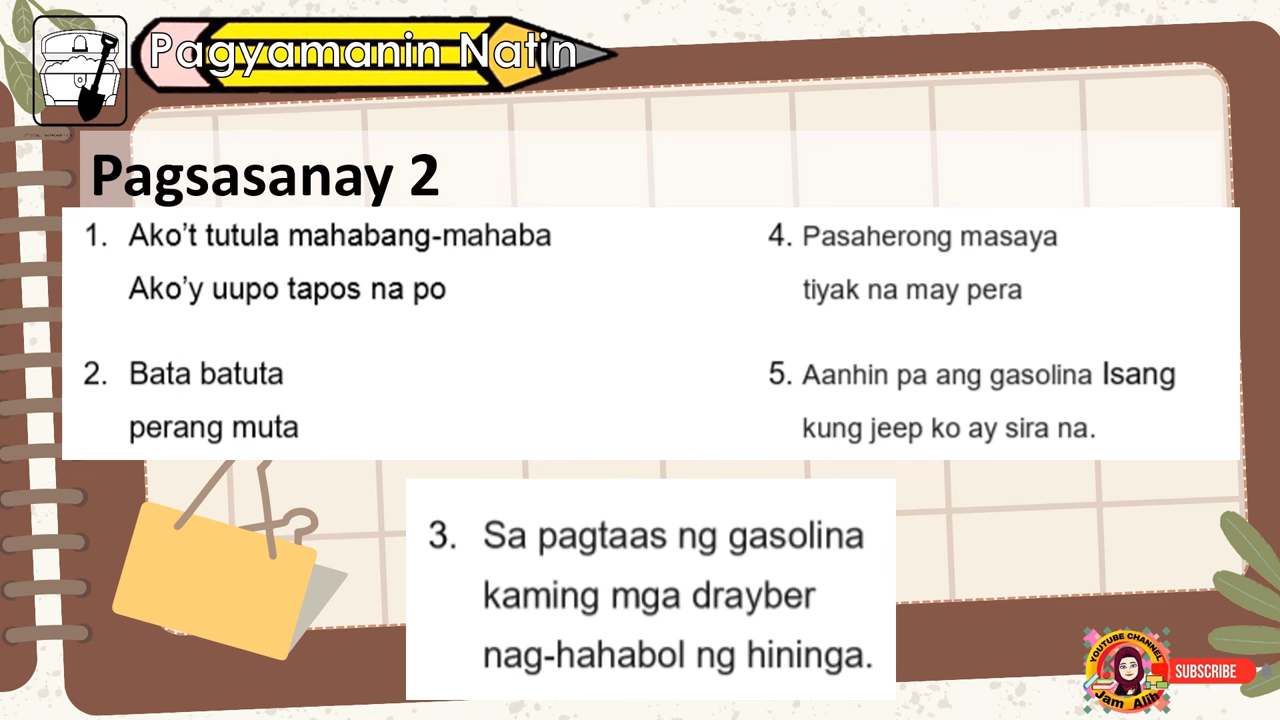 Pagyamanin Natin
Pagsasanay 2
1. Ako't tutula mahabang-mahaba
Ako'y uupo tapos na po
2. Bata batuta
perang muta
4. Pasaherong masaya
tiyak na may pera
5. Aanhin pa ang gasolina Isang
kung jeep ko ay sira na.
3. Sa pagtaas ng gasolina
kaming mga drayber
nag-hahabol ng hininga.
YOUTUBE CHANNEL
Jam Alih
SUBSCRIBE